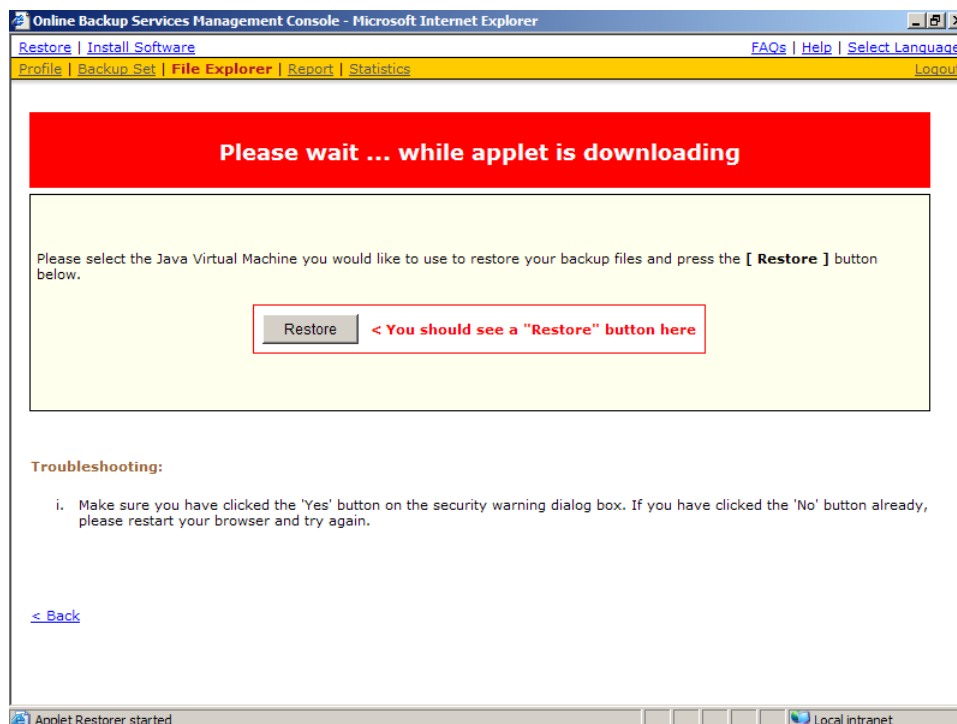 Online Backup Services Management Console - Microsoft Internet Explorer
Restore | Install Software FAQs | Help | Select Language
Profile | Backup Set | File Explorer | Report | Statistics Logout
Please wait ... while applet is downloading
Please select the Java Virtual Machine you would like to use to restore your backup files and press the [ Restore ] button
below.
Restore < You should see a "Restore" button here
Troubleshooting:
i. Make sure you have clicked the 'Yes' button on the security warning dialog box. If you have clicked the 'No' button already,
please restart your browser and try again.
< Back
Applet Restorer started Local intranet